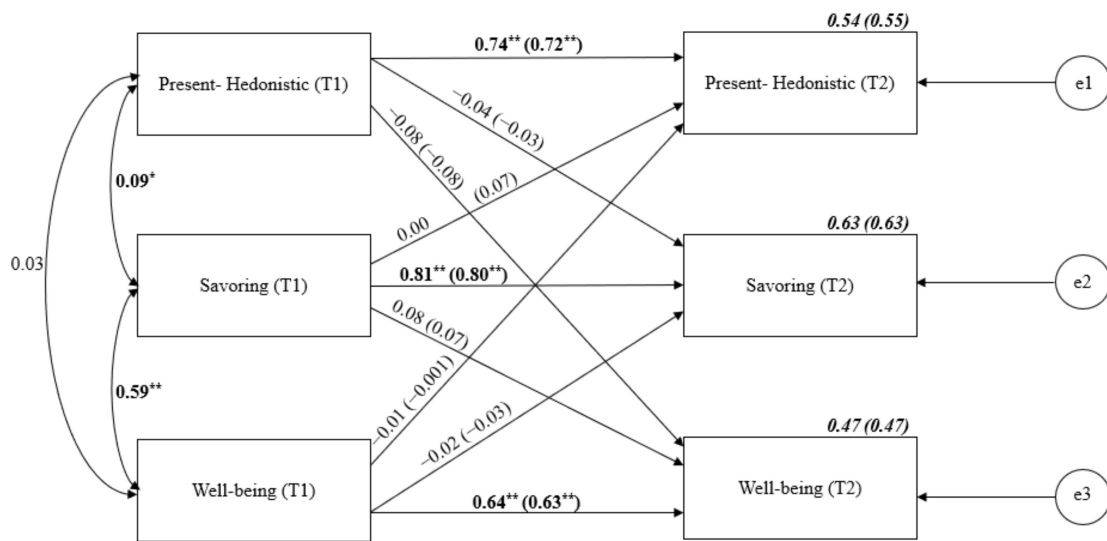 0.54 (0.55)
Present- Hedonistic (T1)
0.74** (0.72**)
Present- Hedonistic (T2)
e1
−0.04 (−0.03)
−0.08 (−0.08)
0.09*
0.00 (0.07)
0.63 (0.63)
0.03
Savoring (T1)
0.81** (0.80**)
Savoring (T2)
e2
0.08 (0.07)
0.59**
−0.01 (−0.001)
−0.02 (−0.03)
0.47 (0.47)
Well-being (T1)
0.64** (0.63**)
Well-being (T2)
e3